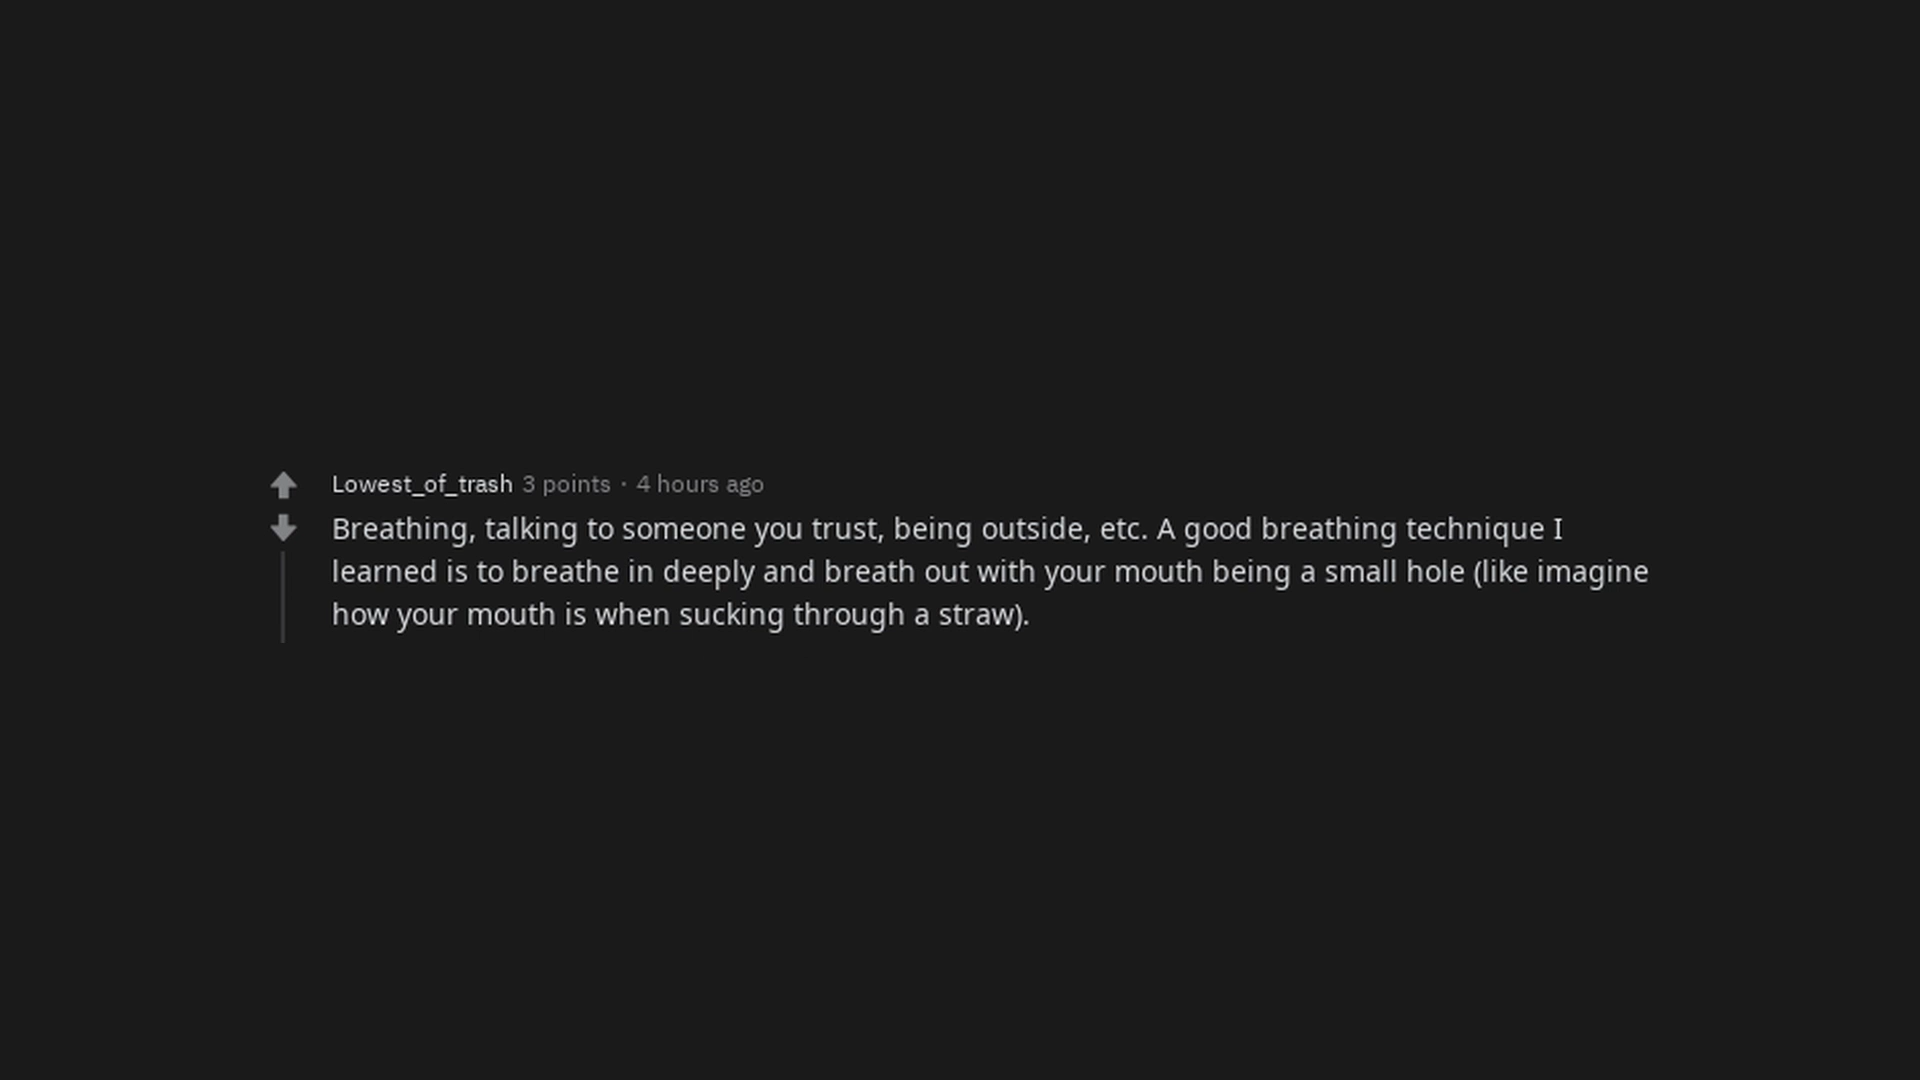 Lowest_of_trash 3 points · 4 hours ago
Breathing, talking to someone you trust, being outside, etc. A good breathing technique I
learned is to breathe in deeply and breath out with your mouth being a small hole (like imagine
how your mouth is when sucking through a straw).